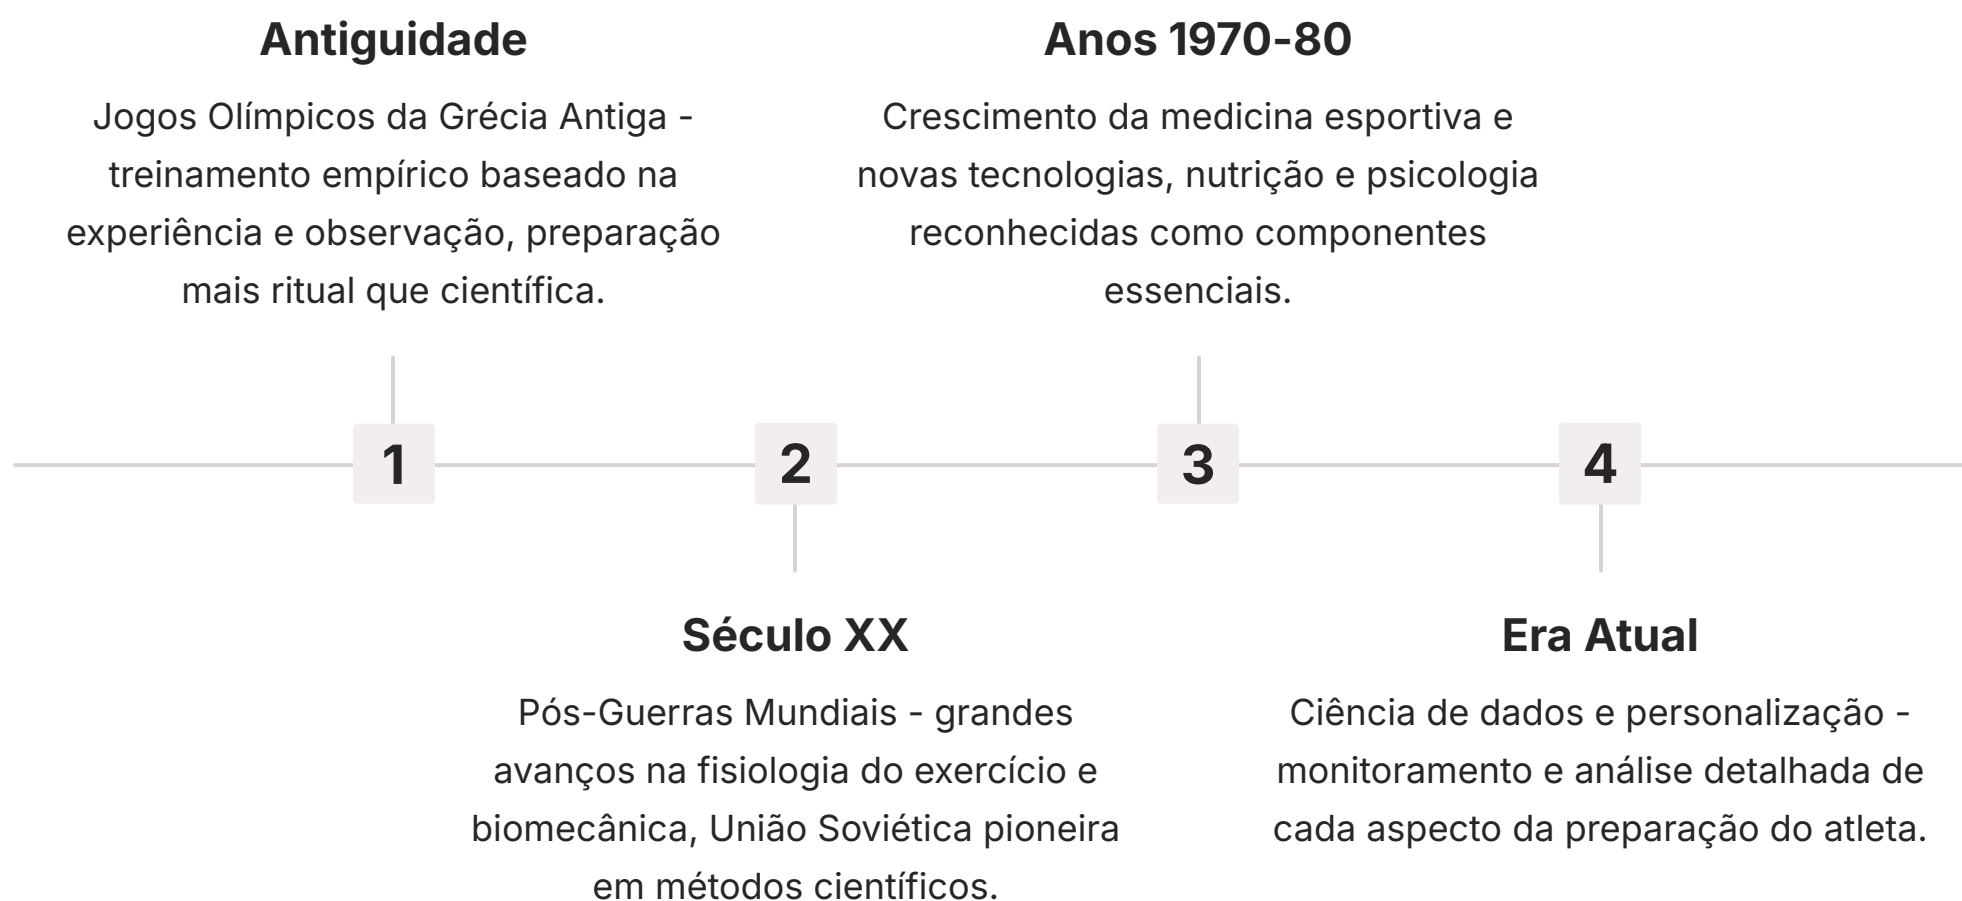 Antiguidade
Jogos Olímpicos da Grécia Antiga -
treinamento empírico baseado na
experiência e observação, preparação
mais ritual que científica.
Anos 1970-80
Crescimento da medicina esportiva e
novas tecnologias, nutrição e psicologia
reconhecidas como componentes
essenciais.
1
2
3
4
Século XX
Pós-Guerras Mundiais - grandes
avanços na fisiologia do exercício e
biomecânica, União Soviética pioneira
em métodos científicos.
Era Atual
Ciência de dados e personalização -
monitoramento e análise detalhada de
cada aspecto da preparação do atleta.